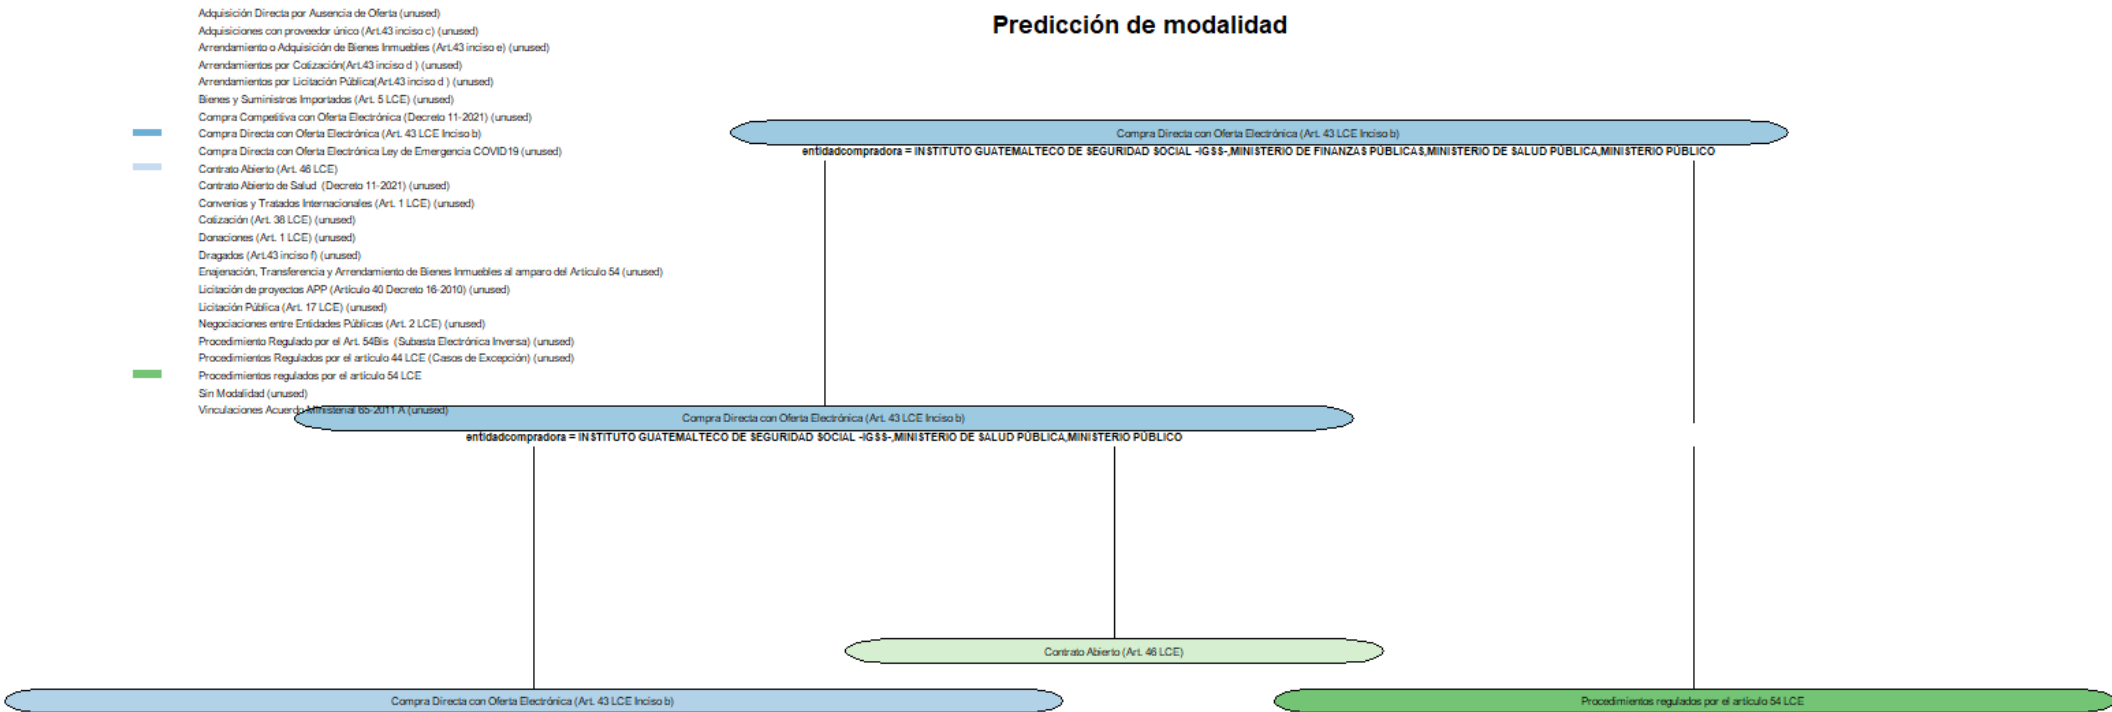 Predicción de modalidad
Adquisición Directa por Ausencia de Oferta (unused)
Adquisiciones con proveedor único (Art.43 inciso c) (unused)
Arrendamiento o Adquisición de Bienes Inmuebles (Art.43 inciso e) (unused)
Arrendamientos por Cotización(Art.43 inciso d ) (unused)
Arrendamientos por Licitación Pública(Art.43 inciso d ) (unused)
Bienes y Suministros Importados (Art. 5 LCE) (unused)
Compra Competitiva con Oferta Electrónica (Decreto 11-2021) (unused)
Compra Directa con Oferta Electrónica (Art. 43 LCE Inciso b)
Compra Directa con Oferta Electrónica Ley de Emergencia COVID19 (unused)
Contrato Abierto (Art. 46 LCE)
Contrato Abierto de Salud (Decreto 11-2021) (unused)
Convenios y Tratados Internacionales (Art. 1 LCE) (unused)
Cotización (Art. 38 LCE) (unused)
Donaciones (Art. 1 LCE) (unused)
Dragados (Art.43 inciso f) (unused)
Enajenación, Transferencia y Arrendamiento de Bienes Inmuebles al amparo del Artículo 54 (unused)
Licitación de proyectos APP (Artículo 40 Decreto 16-2010) (unused)
Licitación Pública (Art. 17 LCE) (unused)
Negociaciones entre Entidades Públicas (Art. 2 LCE) (unused)
Procedimiento Regulado por el Art. 54Bis (Subasta Electrónica Inversa) (unused)
Procedimientos Regulados por el artículo 44 LCE (Casos de Excepción) (unused)
Procedimientos regulados por el artículo 54 LCE
Sin Modalidad (unused)
Vinculaciones Acuerdo Ministerial 65-2011 A (unused)
Compra Directa con Oferta Electrónica (Art. 43 LCE Inciso b)
entidadcompradora = INSTITUTO GUATEMALTECO DE SEGURIDAD SOCIAL -IGSS-,MINISTERIO DE FINANZAS PÚBLICAS,MINISTERIO DE SALUD PÚBLICA,MINISTERIO PÚBLICO
Compra Directa con Oferta Electrónica (Art. 43 LCE Inciso b)
entidadcompradora = INSTITUTO GUATEMALTECO DE SEGURIDAD SOCIAL -IGSS-,MINISTERIO DE SALUD PÚBLICA,MINISTERIO PÚBLICO
Contrato Abierto (Art. 46 LCE)
Compra Directa con Oferta Electrónica (Art. 43 LCE Inciso b)
Procedimientos regulados por el artículo 54 LCE